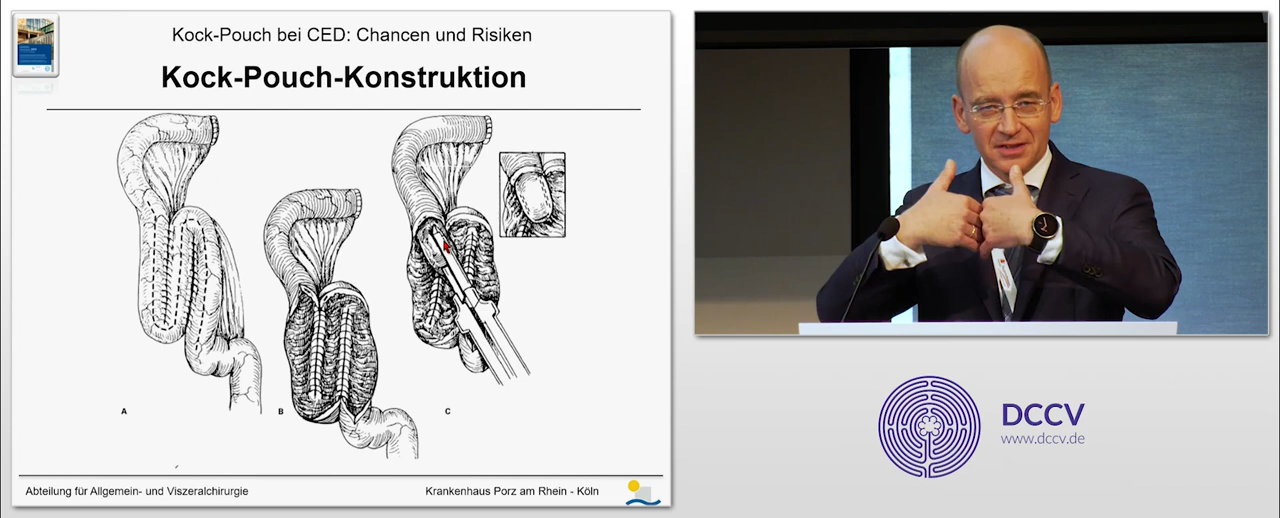 Kock-Pouch bei CED: Chancen und Risiken
Kock-Pouch-Konstruktion
A
B
C
Abteilung für Allgemein- und Viszeralchirurgie
Krankenhaus Porz am Rhein - Köln
DCCV
www.dccv.de